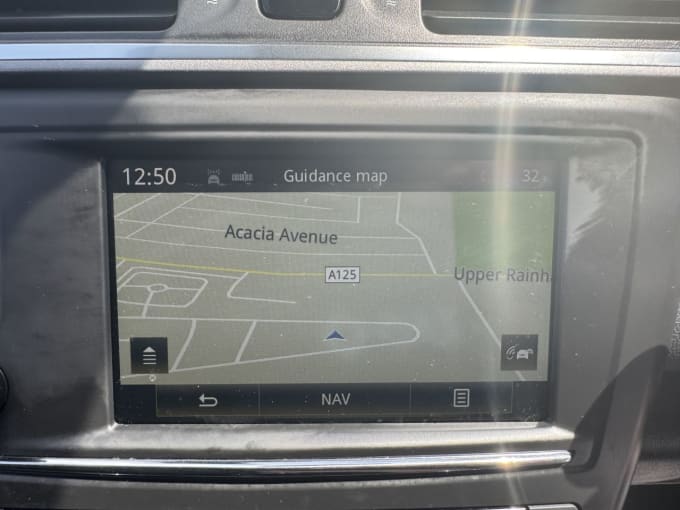 12:50
Guidance map
32
Acacia Avenue
A125
Upper Rainh
NAV